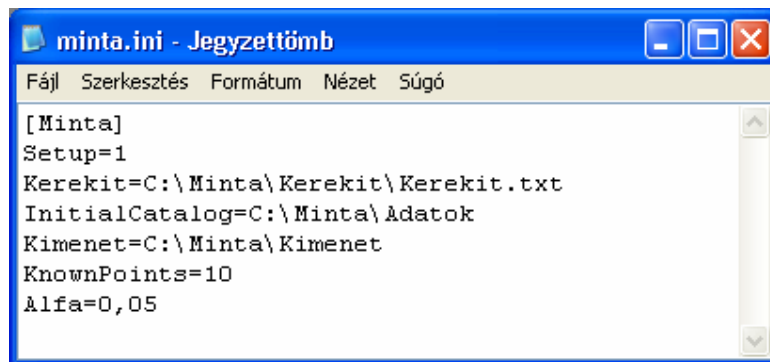 minta.ini - Jegyzettömb
Fájl Szerkesztés Formátum Nézet Súgó
[Minta]
Setup=1
Kerekit=C:\Minta\Kerekit\Kerekit.txt
InitialCatalog=C:\Minta\Adatok
Kimenet=C:\Minta\Kimenet
KnownPoints=10
Alfa=0,05